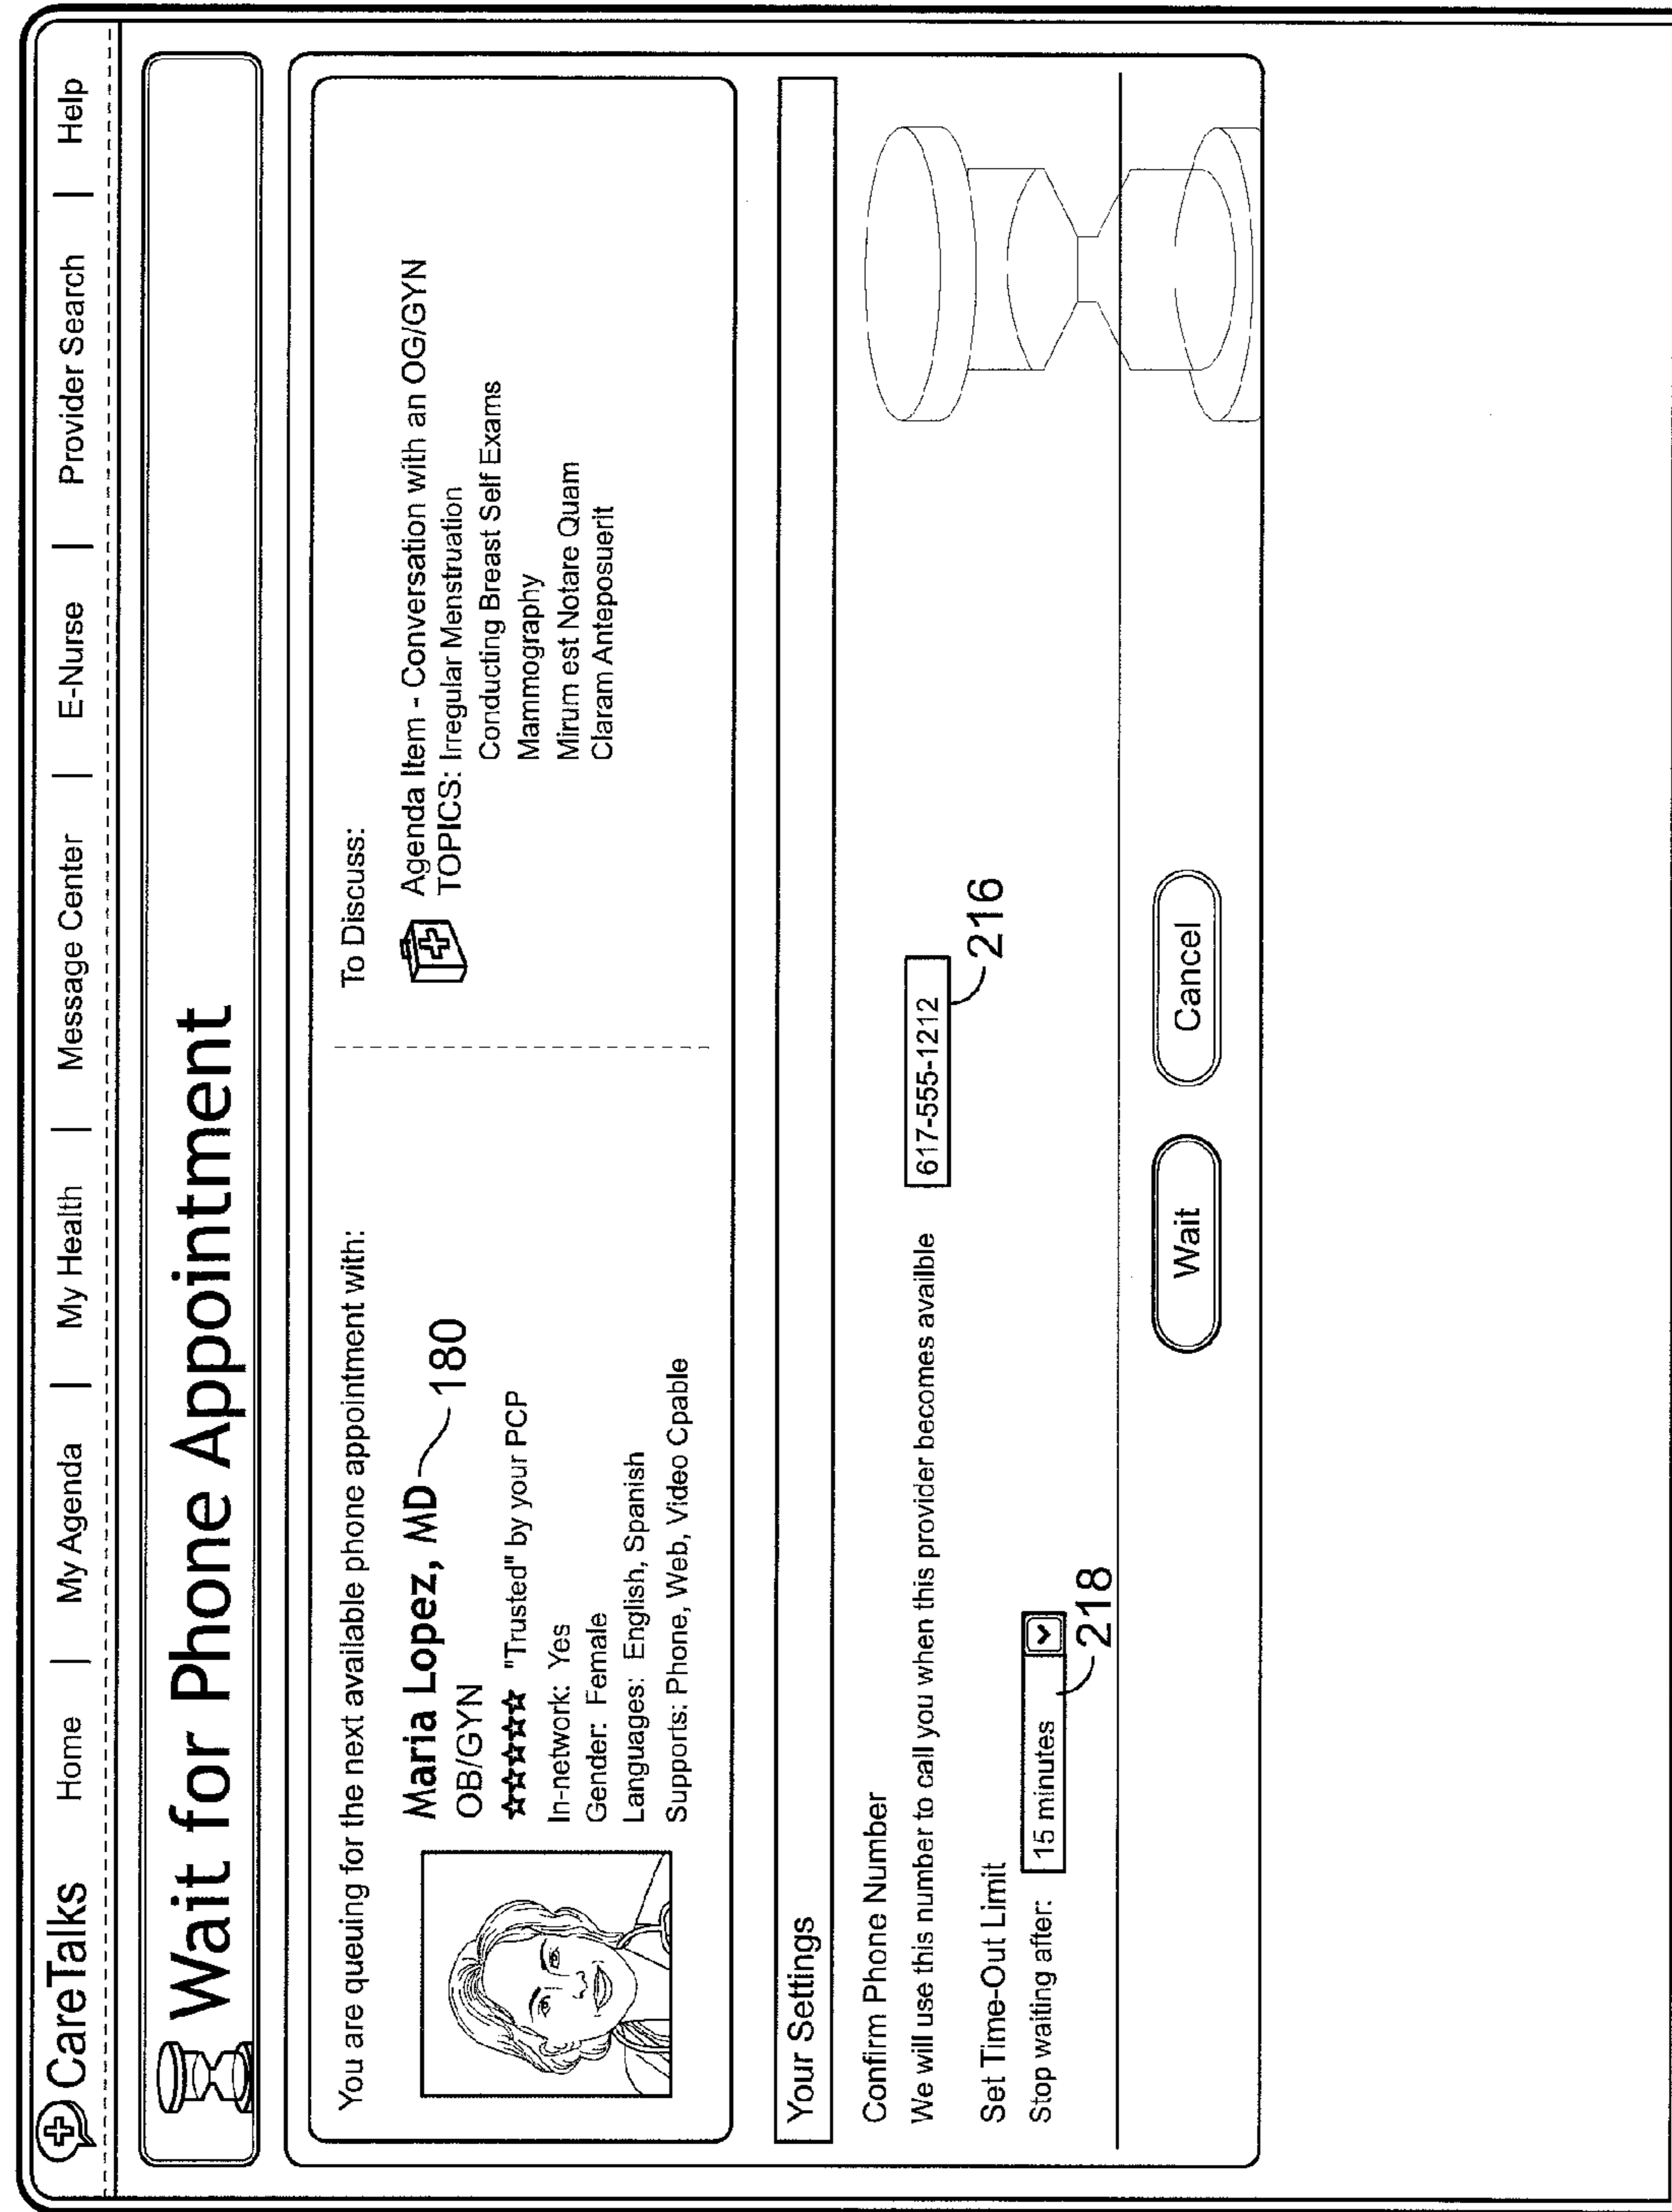 CareTalks
Home | My Agenda | My Health | Message Center | E-Nurse | Provider Search | Help
Wait for Phone Appointment
You are queuing for the next available phone appointment with:
Maria Lopez, MD 180
OB/GYN
"Trusted" by your PCP
In-network: Yes
Gender: Female
Languages: English, Spanish
Supports: Phone, Web, Video Cpable
To Discuss:
Agenda Item - Conversation with an OG/GYN
TOPICS: Irregular Menstruation
Conducting Breast Self Exams
Mammography
Mirum est Notare Quam
Claram Anteposuerit
Your Settings
Confirm Phone Number
We will use this number to call you when this provider becomes availble 617-555-1212
216
Set Time-Out Limit
Stop waiting after: 15 minutes
218
Wait Cancel